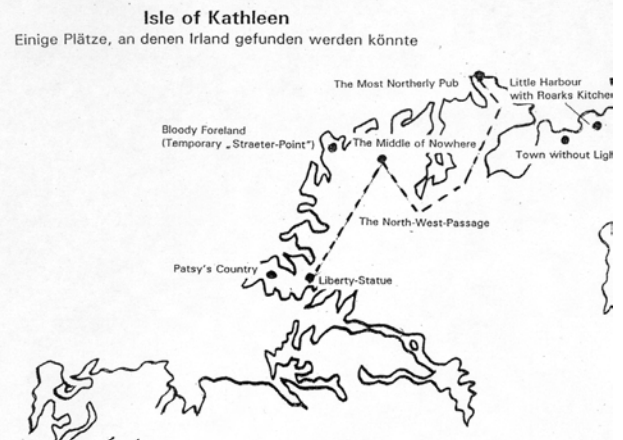 Isle of Kathleen
Einige Plätze, an denen Irland gefunden werden könnte
The Most Northerly Pub
Little Harbour
with Roarks Kitche
Bloody Foreland
(Temporary „Straeter-Point")
The Middle of Nowhere
Town without Ligh
The North-West-Passage
Patsy's Country
Liberty-Statue